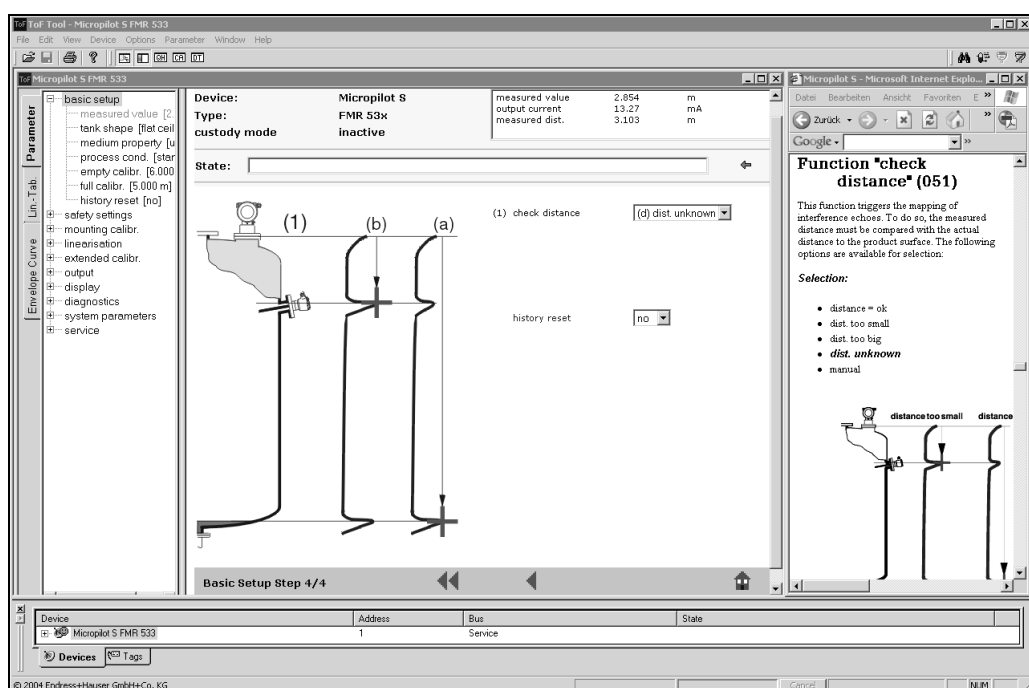 ToF Tool - Micropilot S FMR 533
File Edit View Device Options Parameter Window Help
Micropilot S FMR 533
Parameter
Lin.-Tab.
Envelope Curve
basic setup
measured value [2.
tank shape [flat ceil
medium property [u
process cond. [star
empty calibr. [6.000
full calibr. [5.000 m]
history reset [no]
safety settings
mounting calibr.
linearisation
extended calibr.
output
display
diagnostics
system parameters
service
Device: Micropilot S
Type: FMR 53x
custody mode inactive
measured value 2.854 m
output current 13.27 mA
measured dist. 3.103 m
State:
(1) (b) (a)
(1) check distance (d) dist. unknown
history reset no
Basic Setup Step 4/4
Micropilot S - Microsoft Internet Explo...
Datei Bearbeiten Ansicht Favoriten E »
Zurück
Google
Function "check
distance" (051)
This function triggers the mapping of
interference echoes. To do so, the measured
distance must be compared with the actual
distance to the product surface. The following
options are available for selection:
Selection:
• distance = ok
• dist. too small
• dist. too big
• dist. unknown
• manual
distance too small distance
Device Address Bus State
Micropilot S FMR 533 1 Service
Devices Tags
© 2004 Endress+Hauser GmbH+Co. KG Cancel NUM